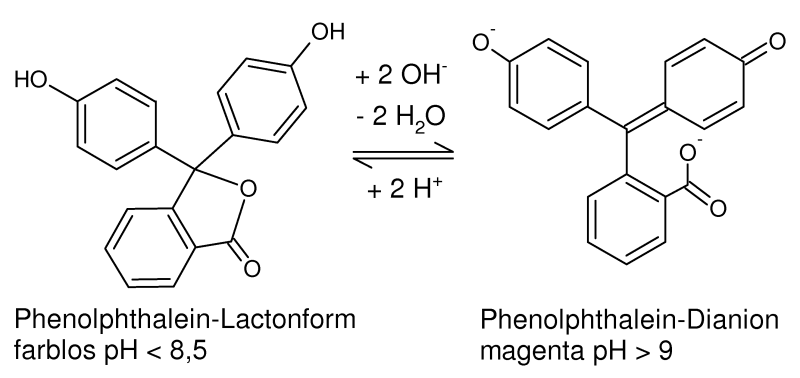 OH
HO
O
O
+ 2 OH⁻
- 2 H₂O
+ 2 H⁺
O⁻
O
O⁻
O
Phenolphthalein-Lactonform
farblos pH < 8,5
Phenolphthalein-Dianion
magenta pH > 9